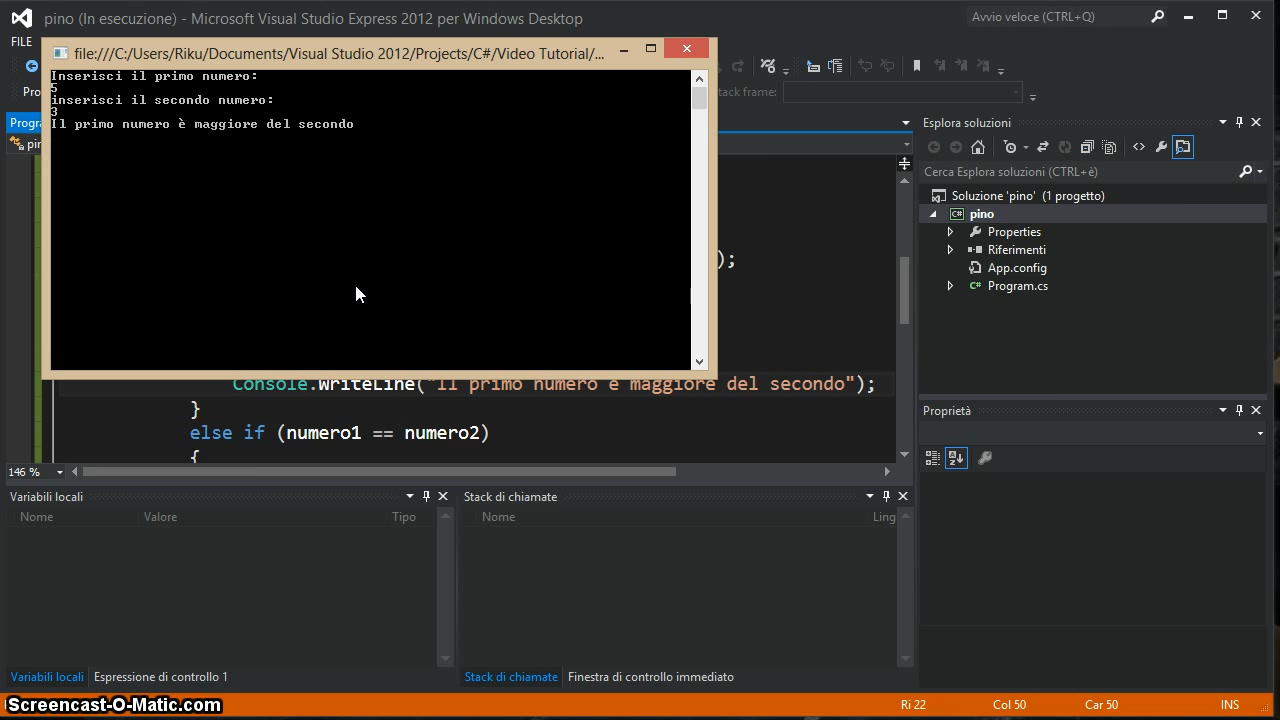 pino (In esecuzione) - Microsoft Visual Studio Express 2012 per Windows Desktop
Avvio veloce (CTRL+Q)
FILE
file:///C:/Users/Riku/Documents/Visual Studio 2012/Projects/C#/Video Tutorial/...
Inserisci il primo numero:
5
inserisci il secondo numero:
3
Il primo numero è maggiore del secondo
Pro
tack frame:
Progra
pin
);
Console.WriteLine("Il primo numero è maggiore del secondo");
}
else if (numero1 == numero2)
{
146 %
Esplora soluzioni
Cerca Esplora soluzioni (CTRL+è)
Soluzione 'pino' (1 progetto)
C# pino
Properties
Riferimenti
App.config
C# Program.cs
Proprietà
Variabili locali
Nome Valore Tipo
Stack di chiamate
Nome Ling
Variabili locali Espressione di controllo 1
Stack di chiamate Finestra di controllo immediato
Ri 22 Col 50 Car 50 INS
Screencast-O-Matic.com